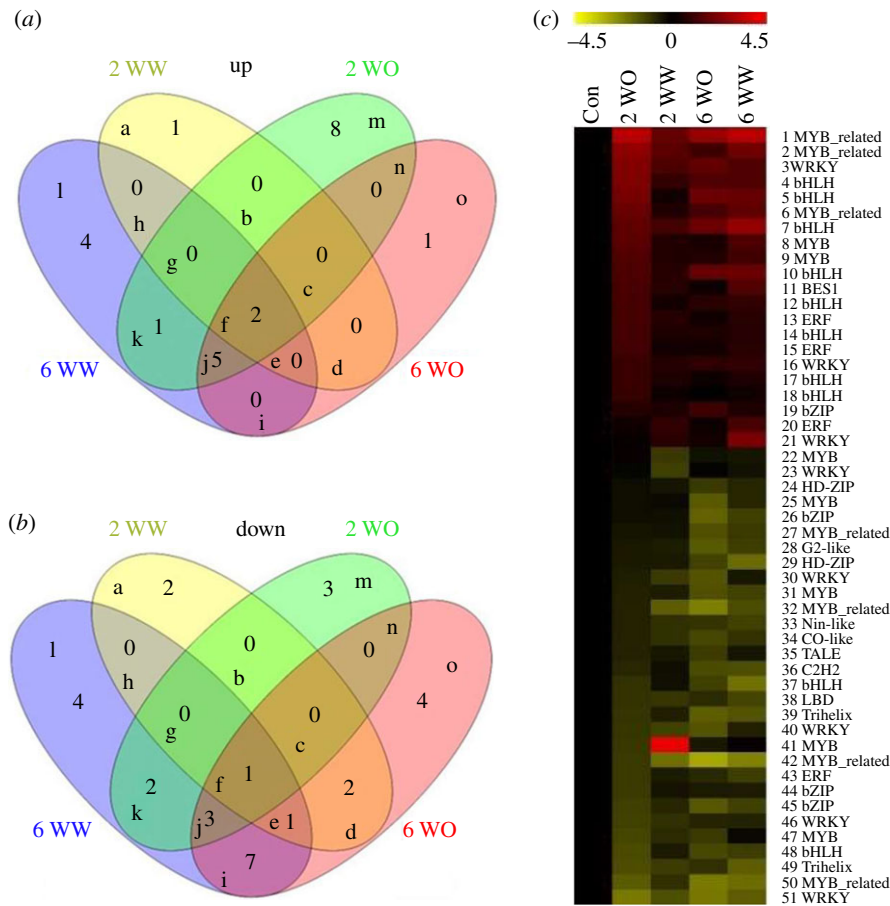 (a)
2 WW
up
2 WO
a
1
8
m
n
l
0
0
0
o
h
b
4
g
0
0
1
c
f
2
k
1
0
6 WW
j
5
e
0
d
6 WO
0
i
(b)
2 WW
down
2 WO
a
2
3
m
n
l
0
0
0
o
h
b
4
g
0
0
4
c
f
1
2
2
k
6 WW
j
3
e
1
d
6 WO
7
i
(c)
−4.5
0
4.5
Con
2 WO
2 WW
6 WO
6 WW
1 MYB_related
2 MYB_related
3WRKY
4 bHLH
5 bHLH
6 MYB_related
7 bHLH
8 MYB
9 MYB
10 bHLH
11 BES1
12 bHLH
13 ERF
14 bHLH
15 ERF
16 WRKY
17 bHLH
18 bHLH
19 bZIP
20 ERF
21 WRKY
22 MYB
23 WRKY
24 HD-ZIP
25 MYB
26 bZIP
27 MYB_related
28 G2-like
29 HD-ZIP
30 WRKY
31 MYB
32 MYB_related
33 Nin-like
34 CO-like
35 TALE
36 C2H2
37 bHLH
38 LBD
39 Trihelix
40 WRKY
41 MYB
42 MYB_related
43 ERF
44 bZIP
45 bZIP
46 WRKY
47 MYB
48 bHLH
49 Trihelix
50 MYB_related
51 WRKY